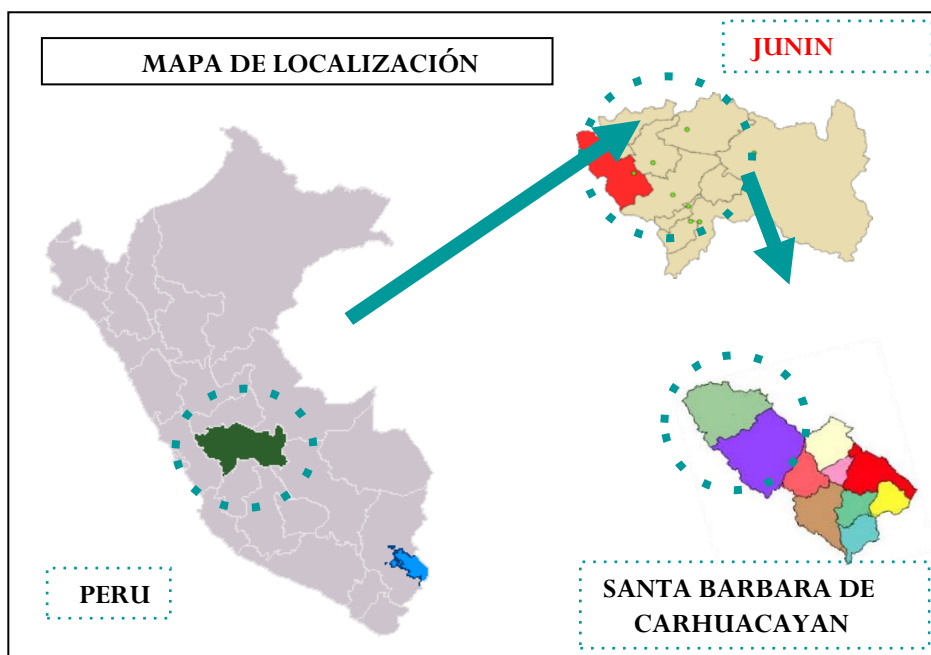 MAPA DE LOCALIZACIÓN
JUNIN
PERU
SANTA BARBARA DE
CARHUACAYAN